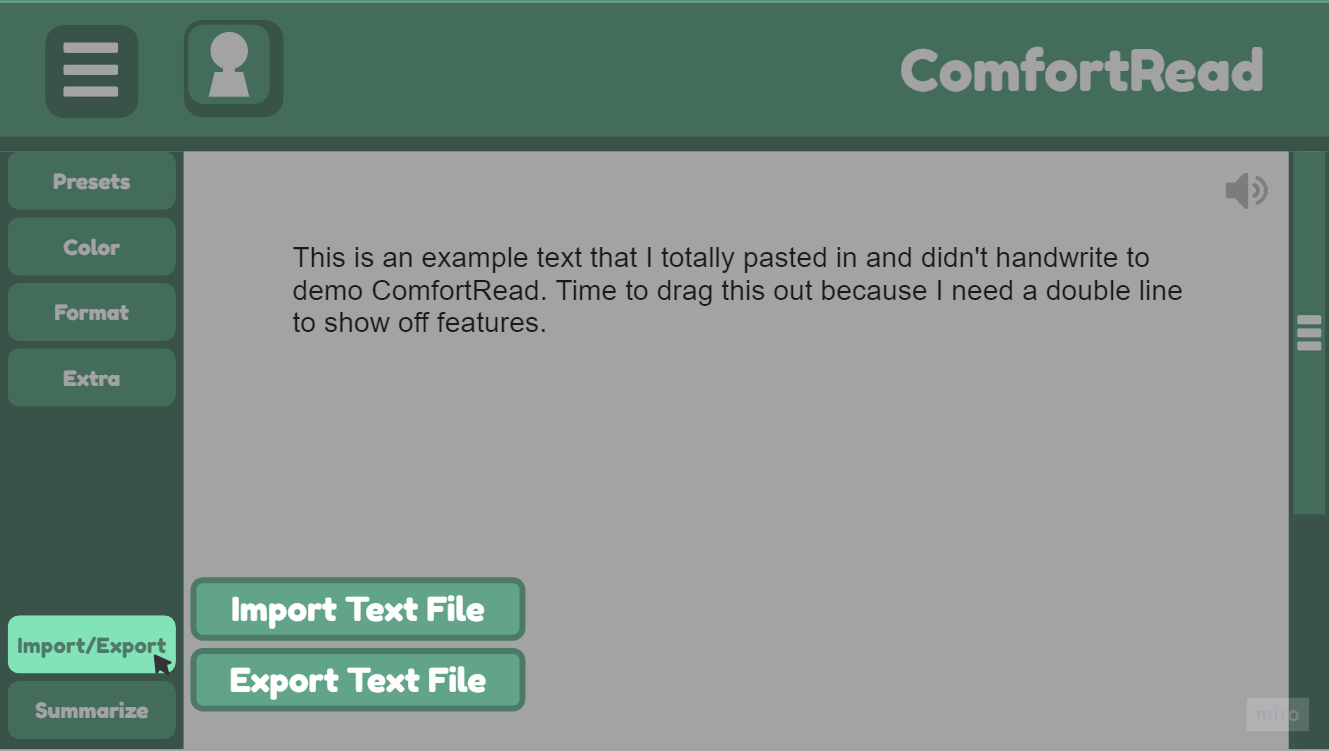 ComfortRead
Presets
Color
Format
Extra
This is an example text that I totally pasted in and didn't handwrite to
demo ComfortRead. Time to drag this out because I need a double line
to show off features.
Import/Export
Import Text File
Export Text File
Summarize
miro